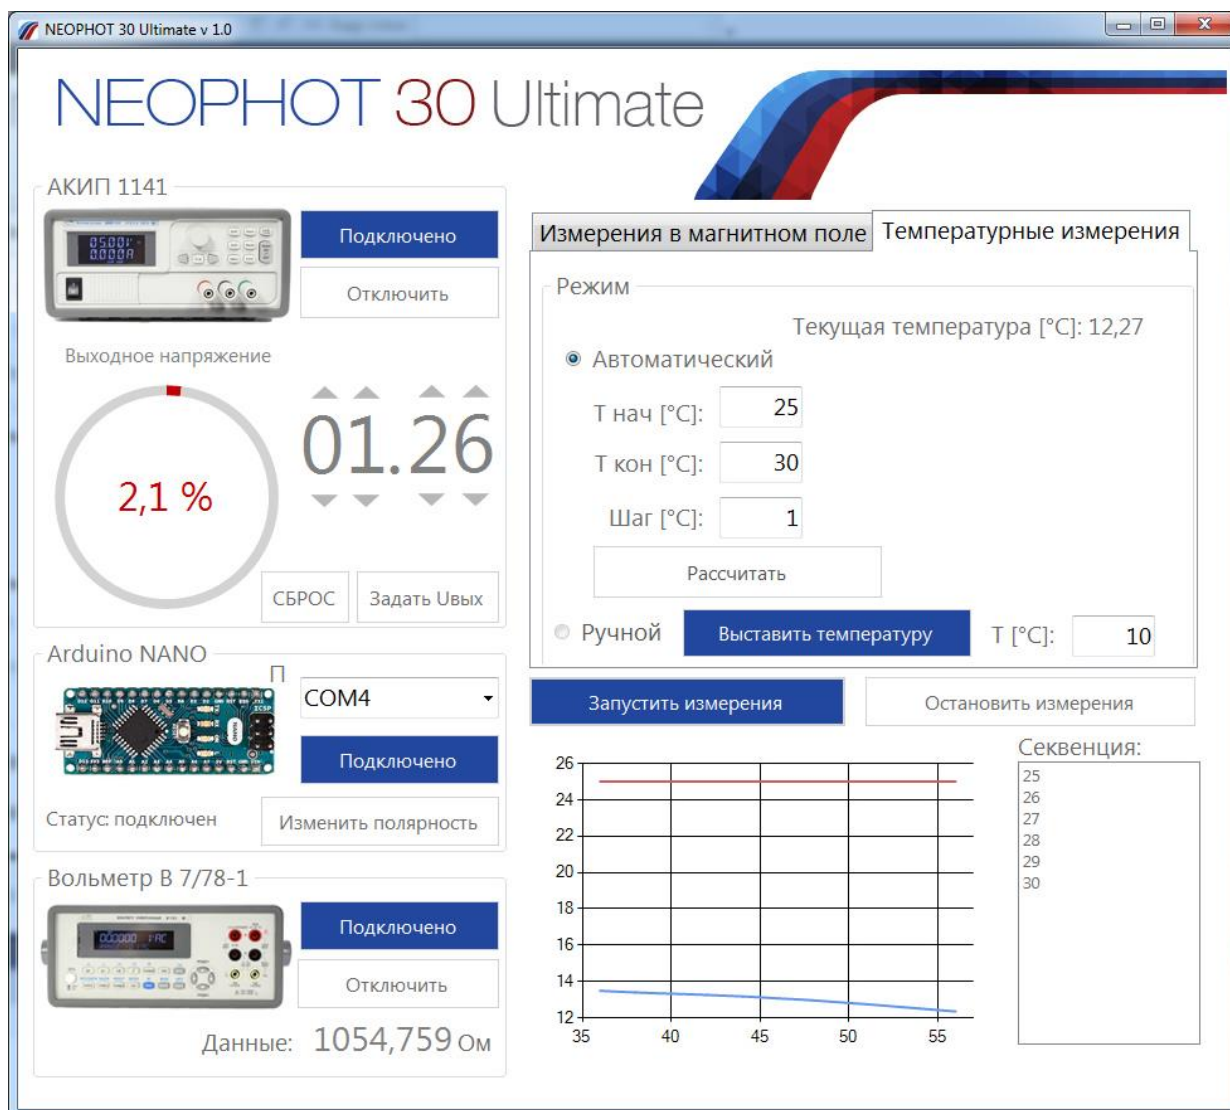 NEOPHOT 30 Ultimate v 1.0
NEOPHOT 30 Ultimate
АКИП 1141
Подключено
Отключить
Выходное напряжение
01.26
2,1 %
СБРОС
Задать Uвых
Arduino NANO
П
COM4
Подключено
Статус: подключен
Изменить полярность
Вольметр В 7/78-1
Подключено
Отключить
Данные: 1054,759 Ом
Измерения в магнитном поле
Температурные измерения
Режим
Текущая температура [°C]: 12,27
Автоматический
Т нач [°C]: 25
Т кон [°C]: 30
Шаг [°C]: 1
Рассчитать
Ручной
Выставить температуру
Т [°C]: 10
Запустить измерения
Остановить измерения
26
24
22
20
18
16
14
12
35 40 45 50 55
Секвенция:
25
26
27
28
29
30